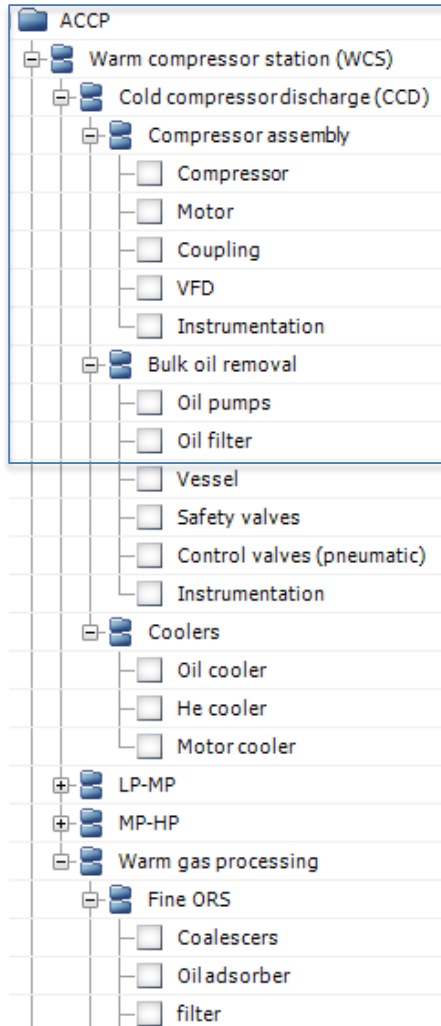 ACCP
Warm compressor station (WCS)
Cold compressor discharge (CCD)
Compressor assembly
Compressor
Motor
Coupling
VFD
Instrumentation
Bulk oil removal
Oil pumps
Oil filter
Vessel
Safety valves
Control valves (pneumatic)
Instrumentation
Coolers
Oil cooler
He cooler
Motor cooler
LP-MP
MP-HP
Warm gas processing
Fine ORS
Coalescers
Oil adsorber
filter